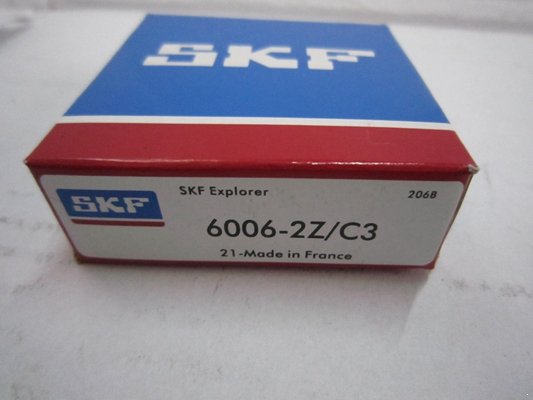 SKF
SKF Explorer
206B
SKF
6006-2Z/C3
21-Made in France